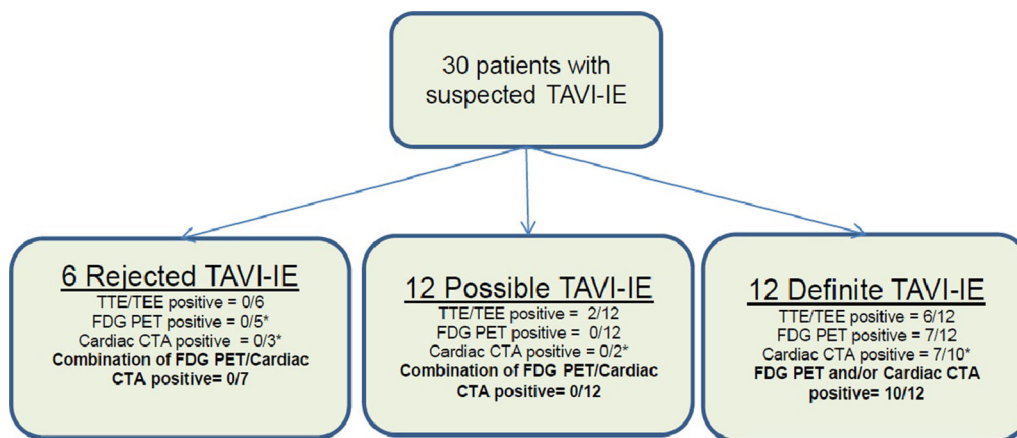 30 patients with
suspected TAVI-IE
6 Rejected TAVI-IE
TTE/TEE positive = 0/6
FDG PET positive = 0/5*
Cardiac CTA positive = 0/3*
Combination of FDG PET/Cardiac
CTA positive= 0/7
12 Possible TAVI-IE
TTE/TEE positive = 2/12
FDG PET positive = 0/12
Cardiac CTA positive = 0/2*
Combination of FDG PET/Cardiac
CTA positive= 0/12
12 Definite TAVI-IE
TTE/TEE positive = 6/12
FDG PET positive = 7/12
Cardiac CTA positive = 7/10*
FDG PET and/or Cardiac CTA
positive= 10/12